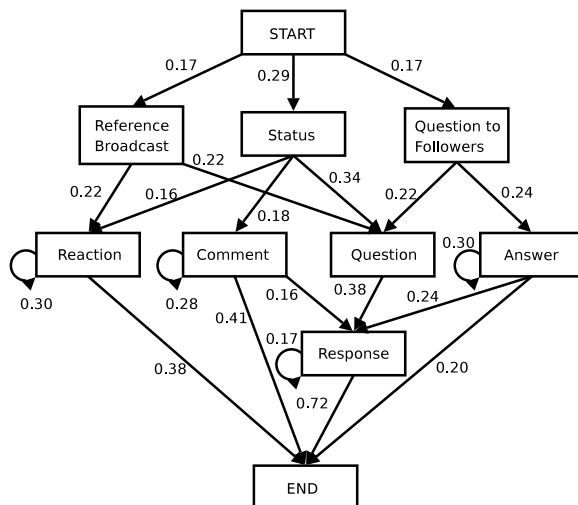 START
0.17
0.29
0.17
Reference
Broadcast
Status
Question to
Followers
0.22
0.22
0.16
0.18
0.34
0.22
0.24
Reaction
Comment
Question
Answer
0.30
0.30
0.28
0.16
0.38
0.24
0.41
0.17
Response
0.38
0.20
0.72
END